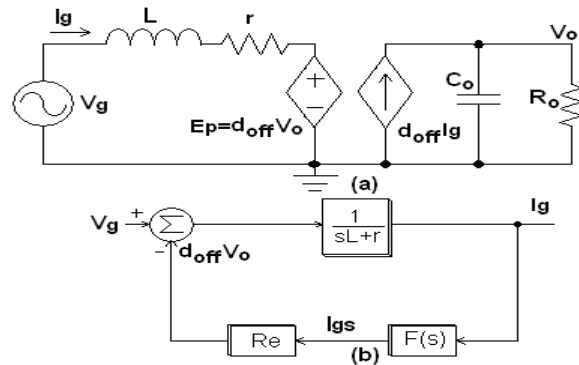 Ig
L
r
Vo
Vg
+
−
Ep=doffVo
doffIg
Co
Ro
(a)
Vg
+
Σ
-
doffVo
1
sL+r
Ig
Re
Igs
F(s)
(b)